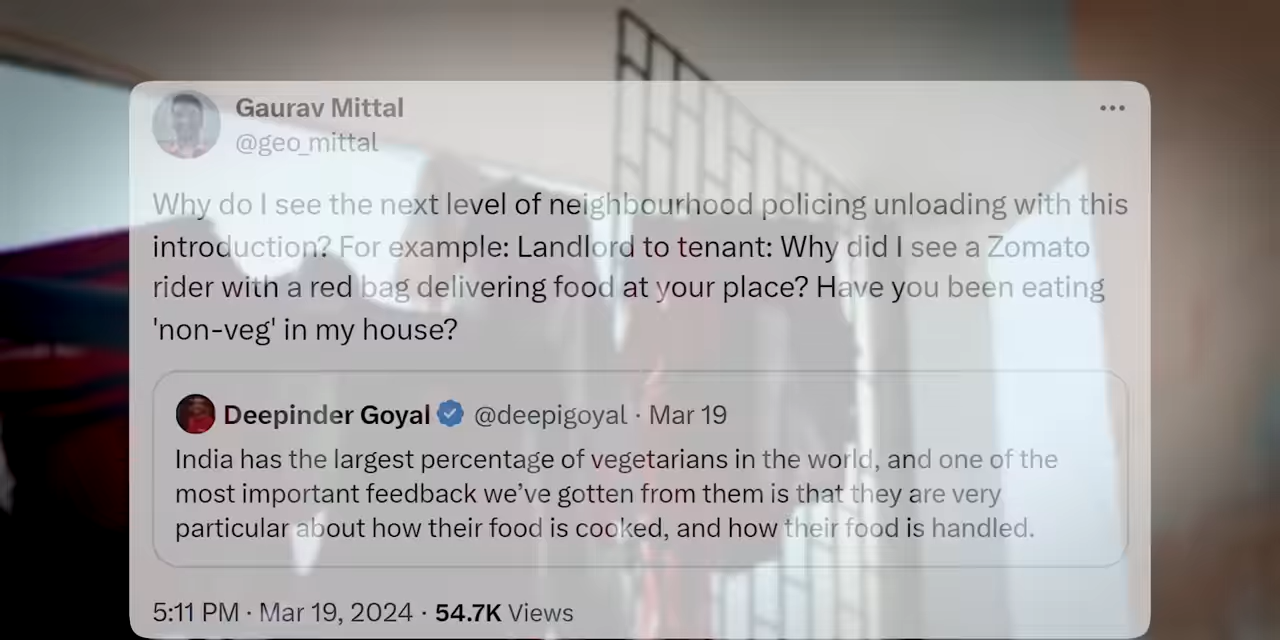 Gaurav Mittal
@geo_mittal
Why do I see the next level of neighbourhood policing unloading with this
introduction? For example: Landlord to tenant: Why did I see a Zomato
rider with a red bag delivering food at your place? Have you been eating
'non-veg' in my house?
Deepinder Goyal @deepigoyal · Mar 19
India has the largest percentage of vegetarians in the world, and one of the
most important feedback we’ve gotten from them is that they are very
particular about how their food is cooked, and how their food is handled.
5:11 PM · Mar 19, 2024 · 54.7K Views